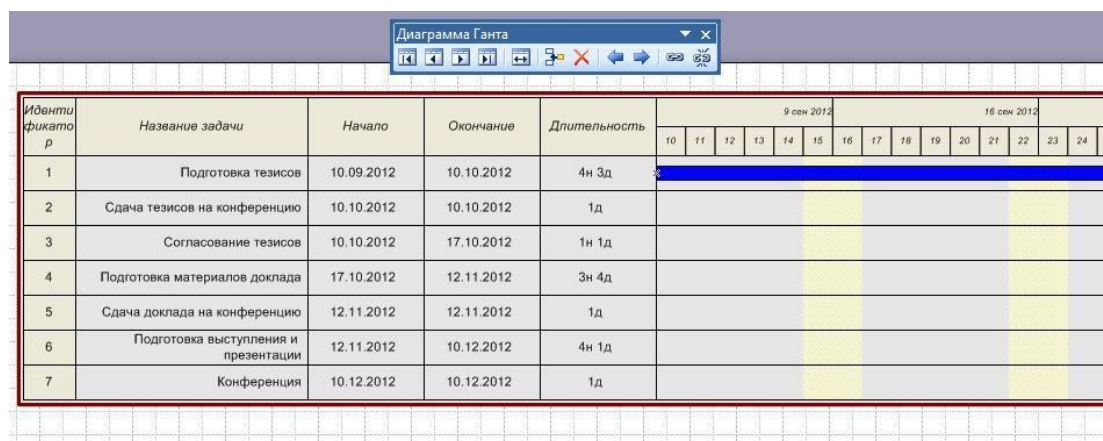 Диаграмма Ганта
Иденти
фикато
р
Название задачи
Начало
Окончание
Длительность
9 сен 2012
16 сен 2012
10 11 12 13 14 15 16 17 18 19 20 21 22 23 24
1 Подготовка тезисов 10.09.2012 10.10.2012 4н 3д
2 Сдача тезисов на конференцию 10.10.2012 10.10.2012 1д
3 Согласование тезисов 10.10.2012 17.10.2012 1н 1д
4 Подготовка материалов доклада 17.10.2012 12.11.2012 3н 4д
5 Сдача доклада на конференцию 12.11.2012 12.11.2012 1д
6 Подготовка выступления и
презентации 12.11.2012 10.12.2012 4н 1д
7 Конференция 10.12.2012 10.12.2012 1д